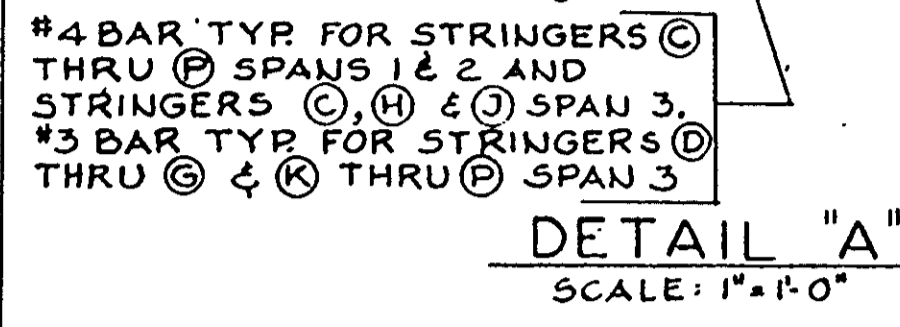 #4 BAR TYP. FOR STRINGERS Ⓒ
THRU Ⓟ SPANS 1 & 2 AND
STRINGERS Ⓒ, Ⓗ & Ⓙ SPAN 3.
#3 BAR TYP. FOR STRINGERS Ⓓ
THRU Ⓖ & Ⓚ THRU Ⓟ SPAN 3
DETAIL "A"
SCALE: 1" = 1'-0"